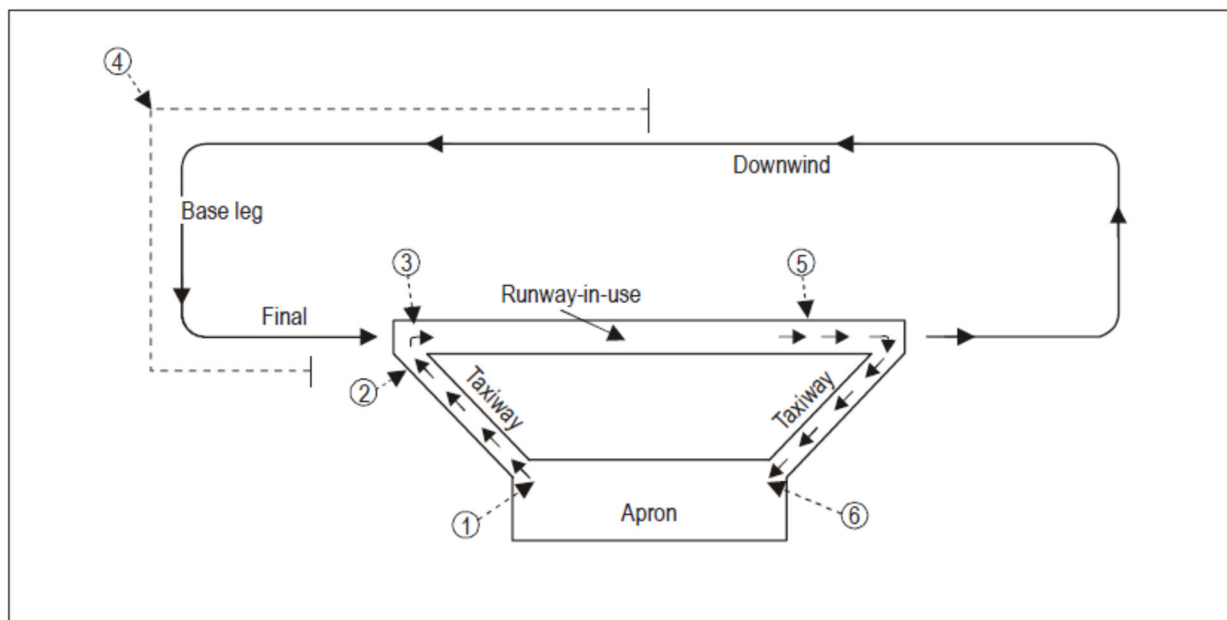 ④
Downwind
Base leg
③
⑤
Runway-in-use
Final
②
Taxiway
Taxiway
①
Apron
⑥